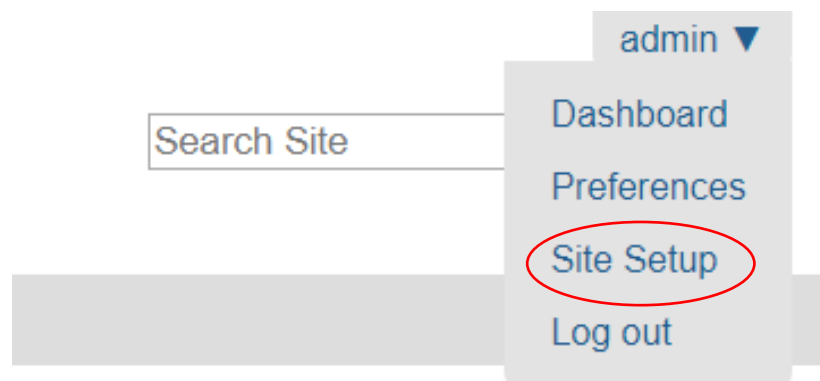 admin ▼
Dashboard
Search Site
Preferences
Site Setup
Log out